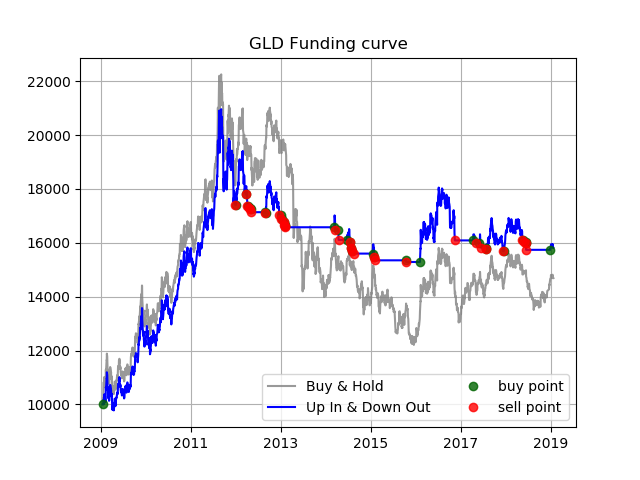 GLD Funding curve
22000
20000
18000
16000
14000
12000
10000
Buy & Hold
Up In & Down Out
buy point
sell point
2009 2011 2013 2015 2017 2019